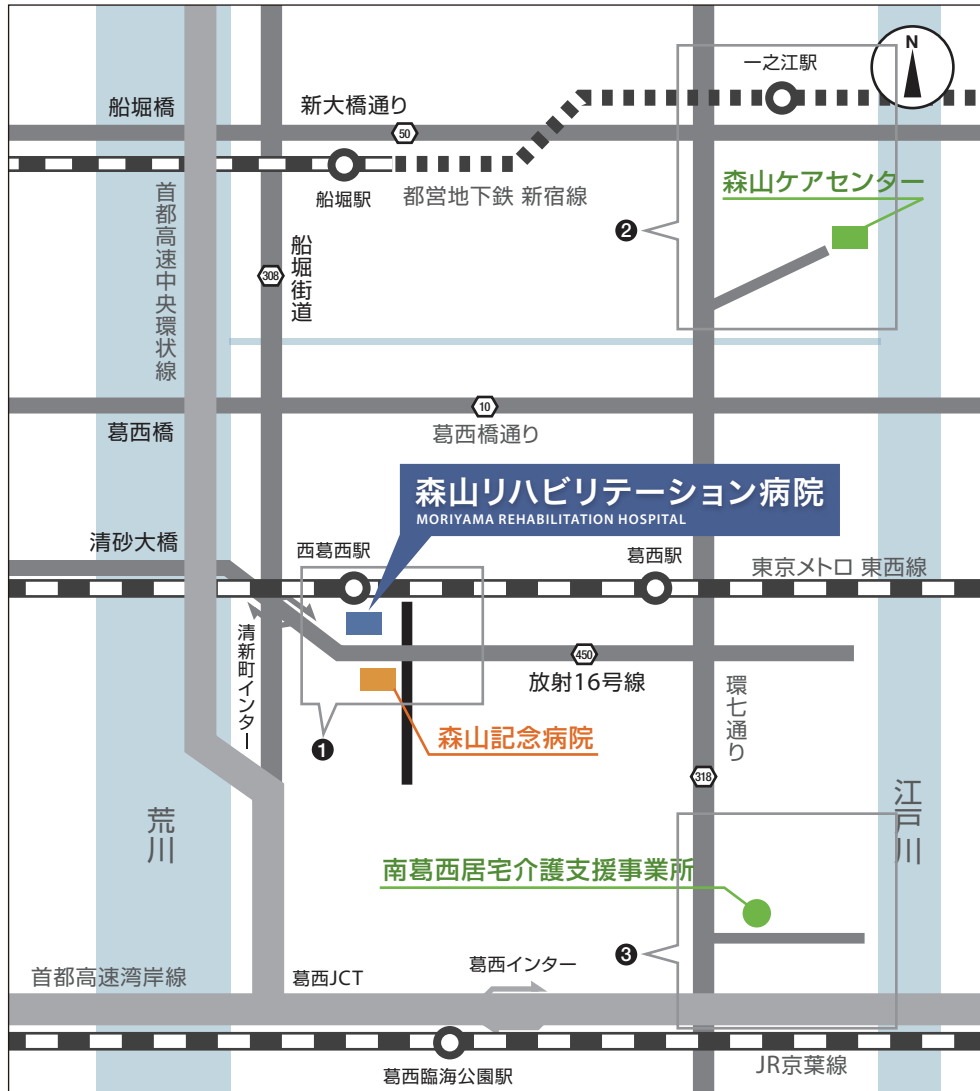 N
一之江駅
船堀橋
新大橋通り
50
船堀駅
都営地下鉄 新宿線
森山ケアセンター
首都高速中央環状線
船堀街道
308
❷
葛西橋
10
葛西橋通り
森山リハビリテーション病院
MORIYAMA REHABILITATION HOSPITAL
清砂大橋
西葛西駅
葛西駅
東京メトロ 東西線
清新町インター
450
放射16号線
環七通り
森山記念病院
❶
318
荒川
江戸川
南葛西居宅介護支援事業所
❸
首都高速湾岸線
葛西JCT
葛西インター
葛西臨海公園駅
JR京葉線